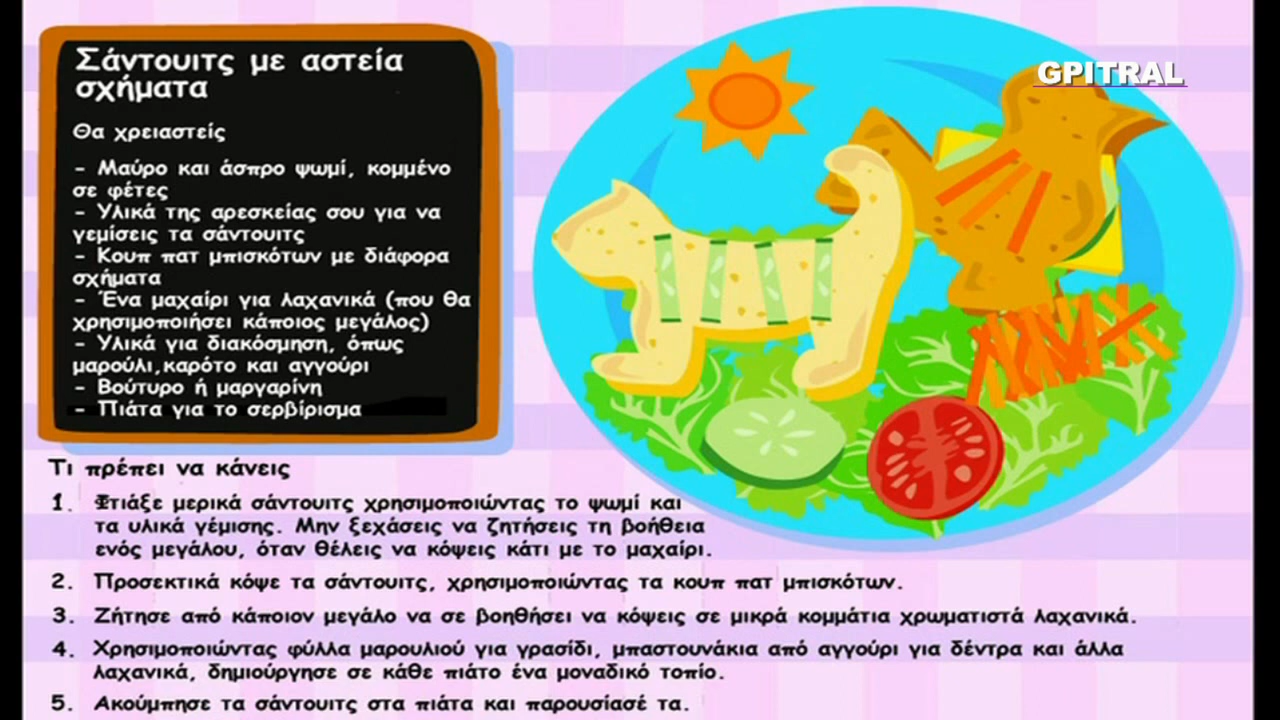 Σάντουιτς με αστεία
σχήματα
Θα χρειαστείς
- Μαύρο και άσπρο ψωμί, κομμένο
σε φέτες
- Υλικά της αρεσκείας σου για να
γεμίσεις τα σάντουιτς
- Κουπ πατ μπισκότων με διάφορα
σχήματα
- Ένα μαχαίρι για λαχανικά (που θα
χρησιμοποιήσει κάποιος μεγάλος)
- Υλικά για διακόσμηση, όπως
μαρούλι,καρότο και αγγούρι
- Βούτυρο ή μαργαρίνη
- Πιάτα για το σερβίρισμα
GPITRAL
Τι πρέπει να κάνεις
1. Φτιάξε μερικά σάντουιτς χρησιμοποιώντας το ψωμί και
τα υλικά γέμισης. Μην ξεχάσεις να ζητήσεις τη βοήθεια
ενός μεγάλου, όταν θέλεις να κόψεις κάτι με το μαχαίρι.
2. Προσεκτικά κόψε τα σάντουιτς, χρησιμοποιώντας τα κουπ πατ μπισκότων.
3. Ζήτησε από κάποιον μεγάλο να σε βοηθήσει να κόψεις σε μικρά κομμάτια χρωματιστά λαχανικά.
4. Χρησιμοποιώντας φύλλα μαρουλιού για γρασίδι, μπαστουνάκια από αγγούρι για δέντρα και άλλα
λαχανικά, δημιούργησε σε κάθε πιάτο ένα μοναδικό τοπίο.
5. Ακούμπησε τα σάντουιτς στα πιάτα και παρουσίασέ τα.